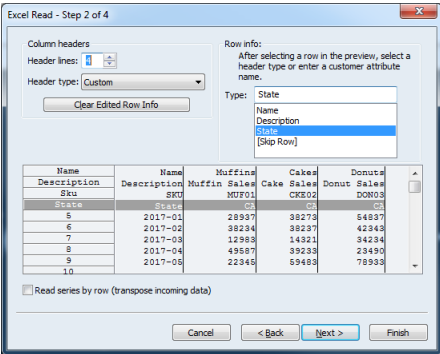 Excel Read - Step 2 of 4
Column headers
Header lines: 4
Header type: Custom
Clear Edited Row Info
Row info:
After selecting a row in the preview, select a
header type or enter a customer attribute
name.
Type: State
Name
Description
State
[Skip Row]
Name Name Muffins Cakes Donuts
Description Description Muffin Sales Cake Sales Donut Sales
Sku SKU MUF01 CKE02 DON03
State State CA CA CA
5 2017-01 28937 38273 54837
6 2017-02 38234 38237 42343
7 2017-03 12983 14321 34234
8 2017-04 49587 39233 23490
9 2017-05 22345 59483 78933
10
Read series by row (transpose incoming data)
Cancel < Back Next > Finish